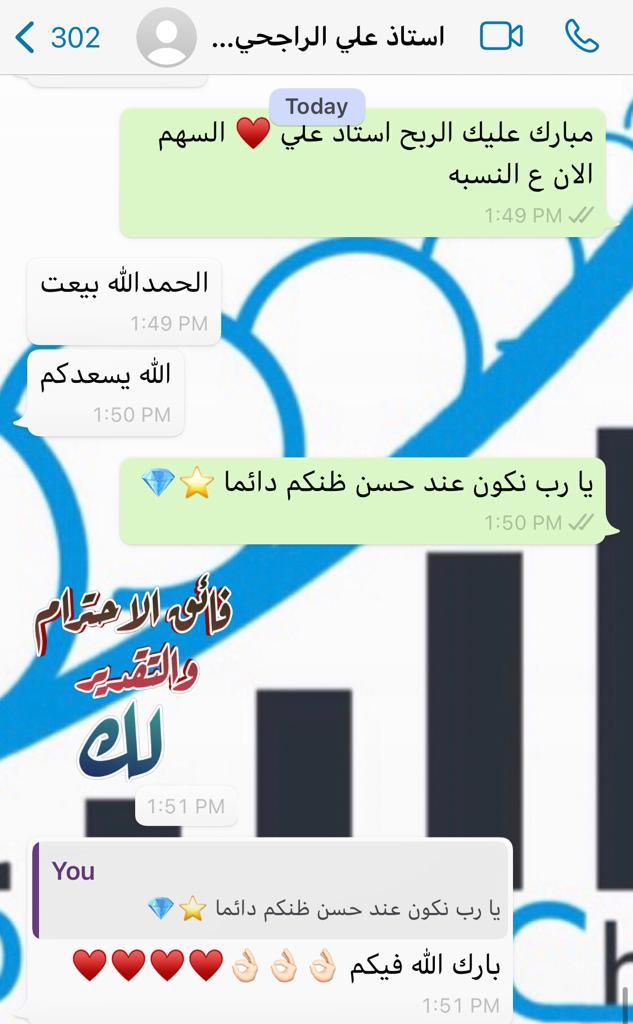 302
استاذ علي الراجحي...
Today
مبارك عليك الربح استاذ علي ♥️ السهم
الان ع النسبه
1:49 PM
الحمدالله بيعت
1:49 PM
الله يسعدكم
1:50 PM
يا رب نكون عند حسن ظنكم دائما ⭐💎
1:50 PM
فائق الاحترام
والتقدير
لك
1:51 PM
You
يا رب نكون عند حسن ظنكم دائما ⭐💎
بارك الله فيكم 👌🏻👌🏻👌🏻♥️♥️♥️♥️
1:51 PM